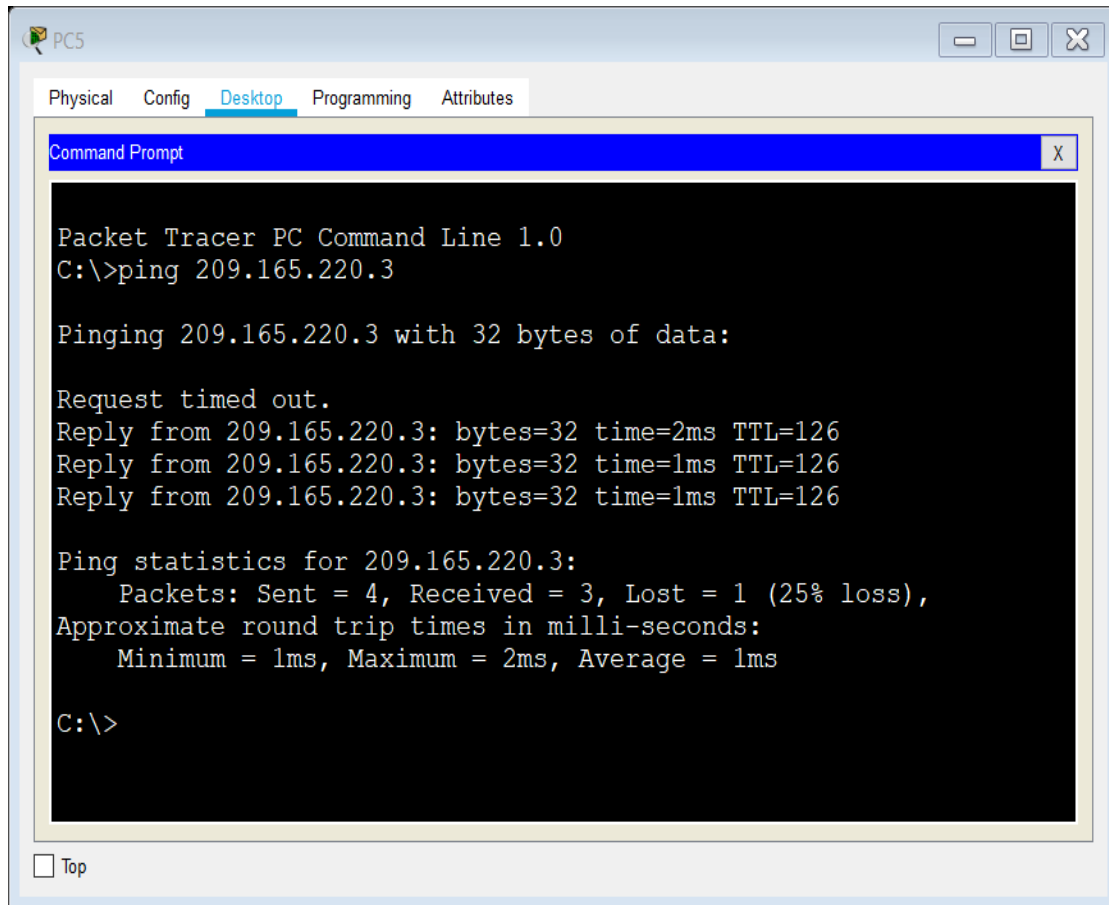 PC5
Physical Config Desktop Programming Attributes
Command Prompt X
Packet Tracer PC Command Line 1.0
C:\>ping 209.165.220.3
Pinging 209.165.220.3 with 32 bytes of data:
Request timed out.
Reply from 209.165.220.3: bytes=32 time=2ms TTL=126
Reply from 209.165.220.3: bytes=32 time=1ms TTL=126
Reply from 209.165.220.3: bytes=32 time=1ms TTL=126
Ping statistics for 209.165.220.3:
Packets: Sent = 4, Received = 3, Lost = 1 (25% loss),
Approximate round trip times in milli-seconds:
Minimum = 1ms, Maximum = 2ms, Average = 1ms
C:\>
Top